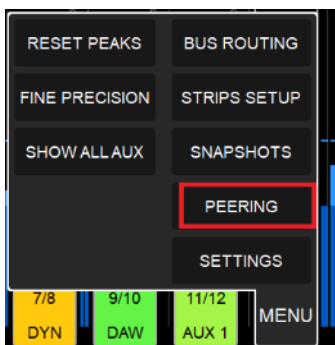 RESET PEAKS BUS ROUTING
FINE PRECISION STRIPS SETUP
SHOW ALL AUX SNAPSHOTS
PEERING
SETTINGS
7/8 9/10 11/12
MENU
DYN DAW AUX 1